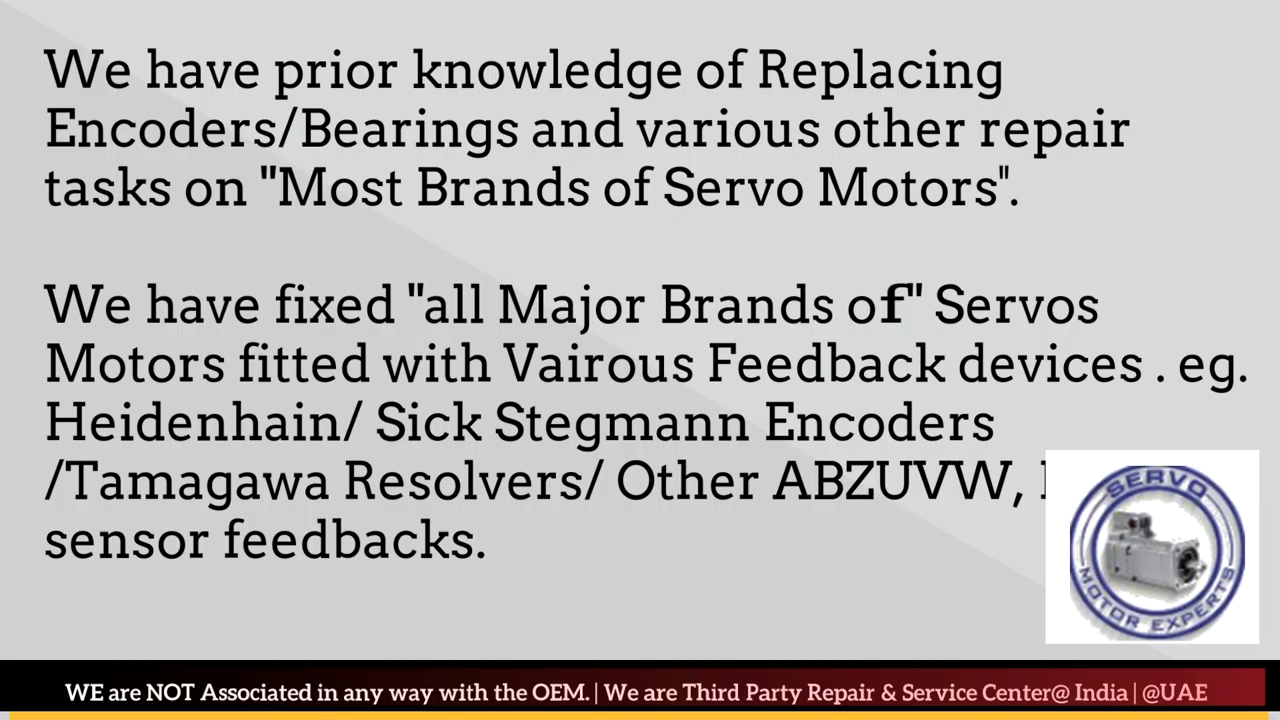 We have prior knowledge of Replacing
Encoders/Bearings and various other repair
tasks on "Most Brands of Servo Motors".
We have fixed "all Major Brands of" Servos
Motors fitted with Vairous Feedback devices . eg.
Heidenhain/ Sick Stegmann Encoders
/Tamagawa Resolvers/ Other ABZUVW,
sensor feedbacks.
SERVO
MOTOR EXPERTS
WE are NOT Associated in any way with the OEM. | We are Third Party Repair & Service Center@ India | @UAE